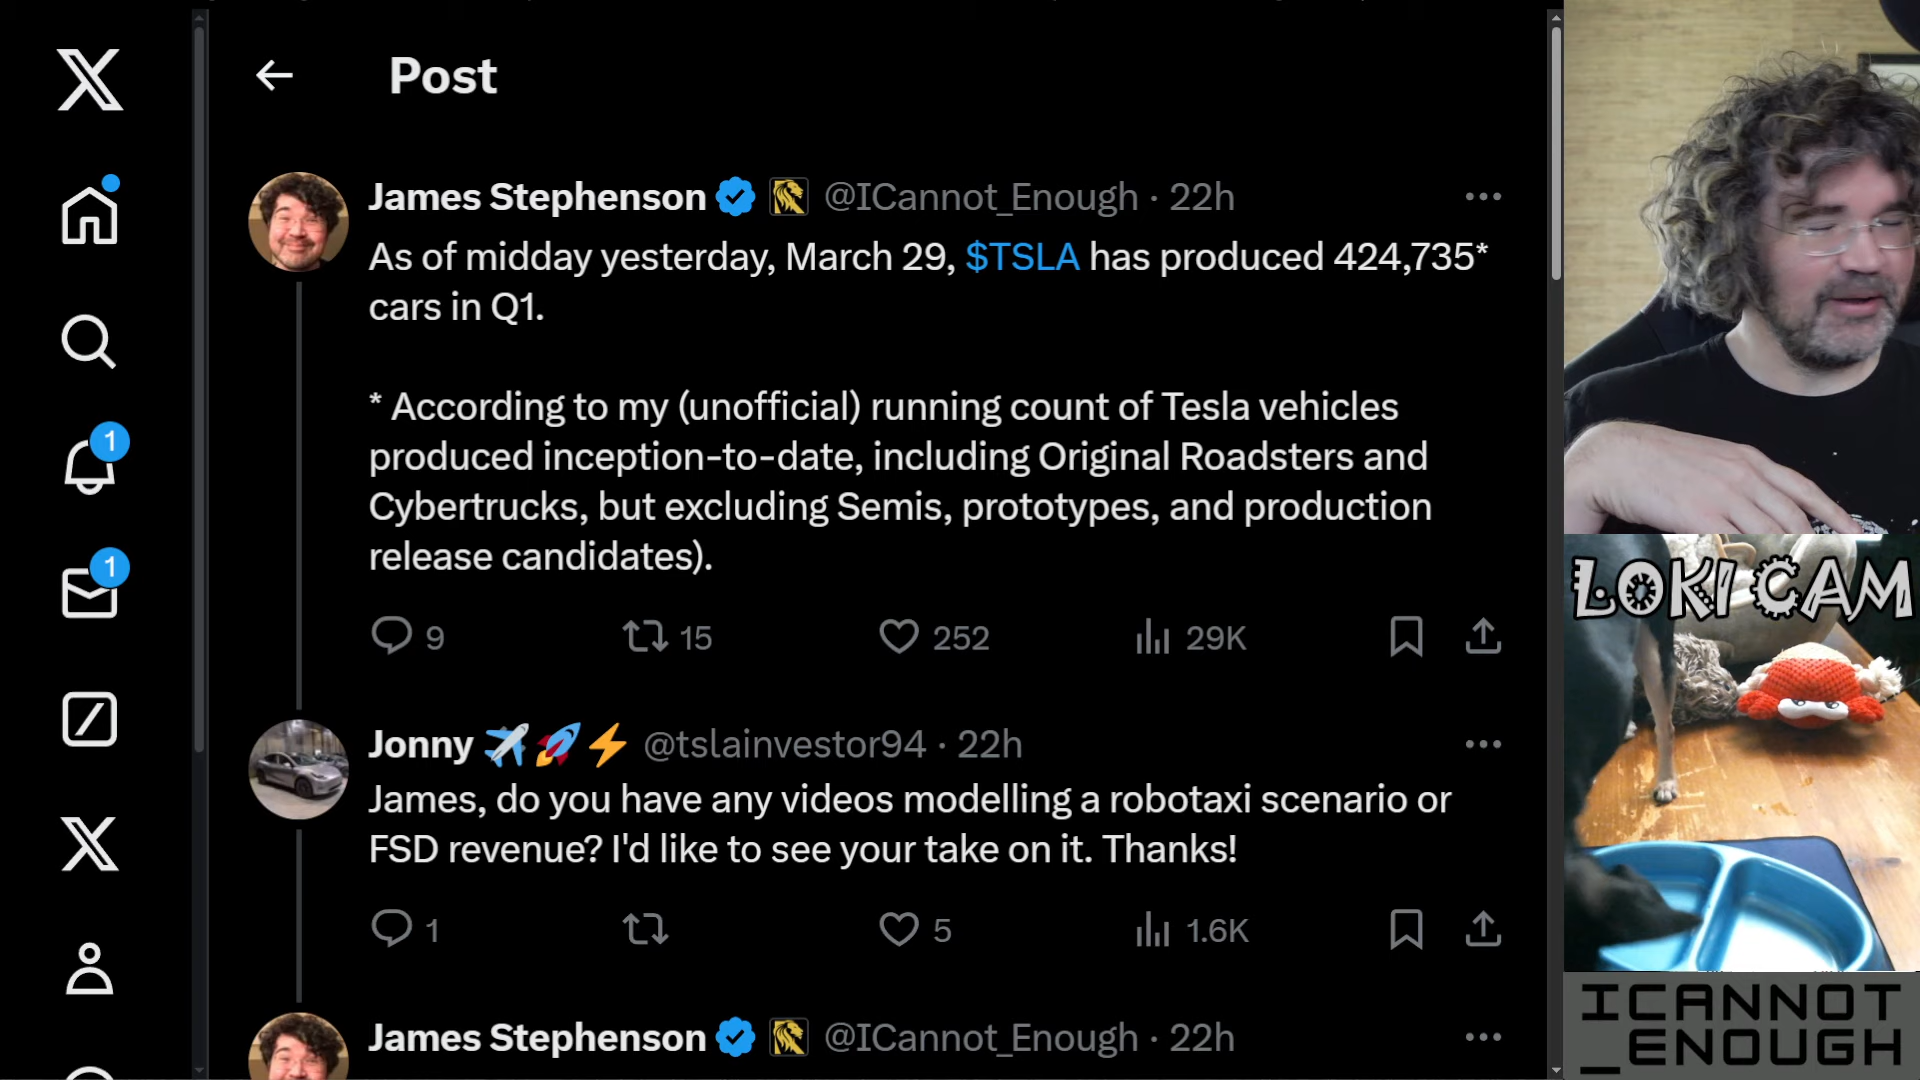 Post
James Stephenson @ICannot_Enough · 22h
As of midday yesterday, March 29, $TSLA has produced 424,735*
cars in Q1.
* According to my (unofficial) running count of Tesla vehicles
produced inception-to-date, including Original Roadsters and
Cybertrucks, but excluding Semis, prototypes, and production
release candidates).
9 15 252 29K
Jonny ✈️🚀⚡ @tslainvestor94 · 22h
James, do you have any videos modelling a robotaxi scenario or
FSD revenue? I'd like to see your take on it. Thanks!
1 5 1.6K
James Stephenson @ICannot_Enough · 22h
1
1
LOKI CAM
ICANNOT
_ENOUGH